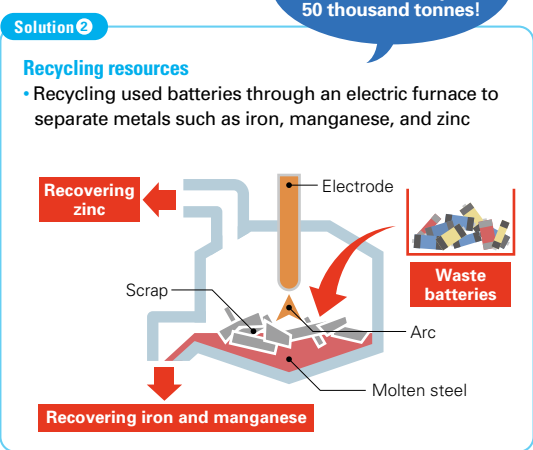 50 thousand tonnes!
Solution❷
Recycling resources
• Recycling used batteries through an electric furnace to
separate metals such as iron, manganese, and zinc
Recovering
zinc
Electrode
Waste
batteries
Scrap
Arc
Molten steel
Recovering iron and manganese